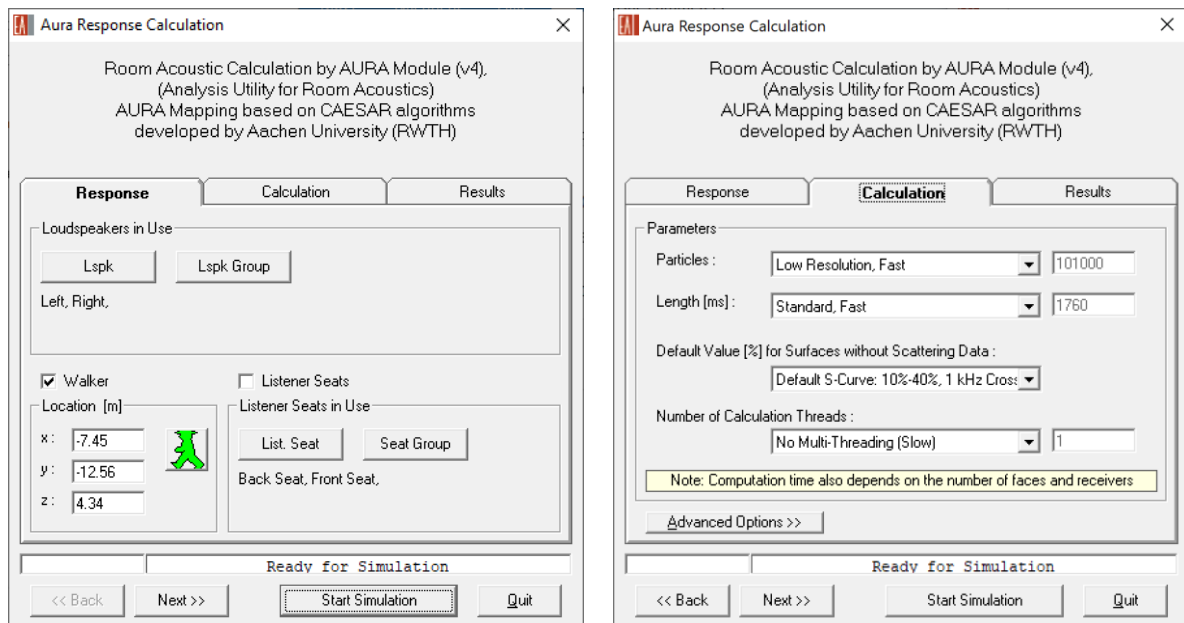 EA Aura Response Calculation
Room Acoustic Calculation by AURA Module (v4),
(Analysis Utility for Room Acoustics)
AURA Mapping based on CAESAR algorithms
developed by Aachen University (RWTH)
Response Calculation Results
Loudspeakers in Use
Lspk Lspk Group
Left, Right,
Walker Listener Seats
Location [m] Listener Seats in Use
x: -7.45
List. Seat Seat Group
y: -12.56
Back Seat, Front Seat,
z: 4.34
Ready for Simulation
<< Back Next >> Start Simulation Quit
EA Aura Response Calculation
Room Acoustic Calculation by AURA Module (v4),
(Analysis Utility for Room Acoustics)
AURA Mapping based on CAESAR algorithms
developed by Aachen University (RWTH)
Response Calculation Results
Parameters
Particles : Low Resolution, Fast 101000
Length [ms] : Standard, Fast 1760
Default Value [%] for Surfaces without Scattering Data :
Default S-Curve: 10%-40%, 1 kHz Cross
Number of Calculation Threads :
No Multi-Threading (Slow) 1
Note: Computation time also depends on the number of faces and receivers
Advanced Options >>
Ready for Simulation
<< Back Next >> Start Simulation Quit